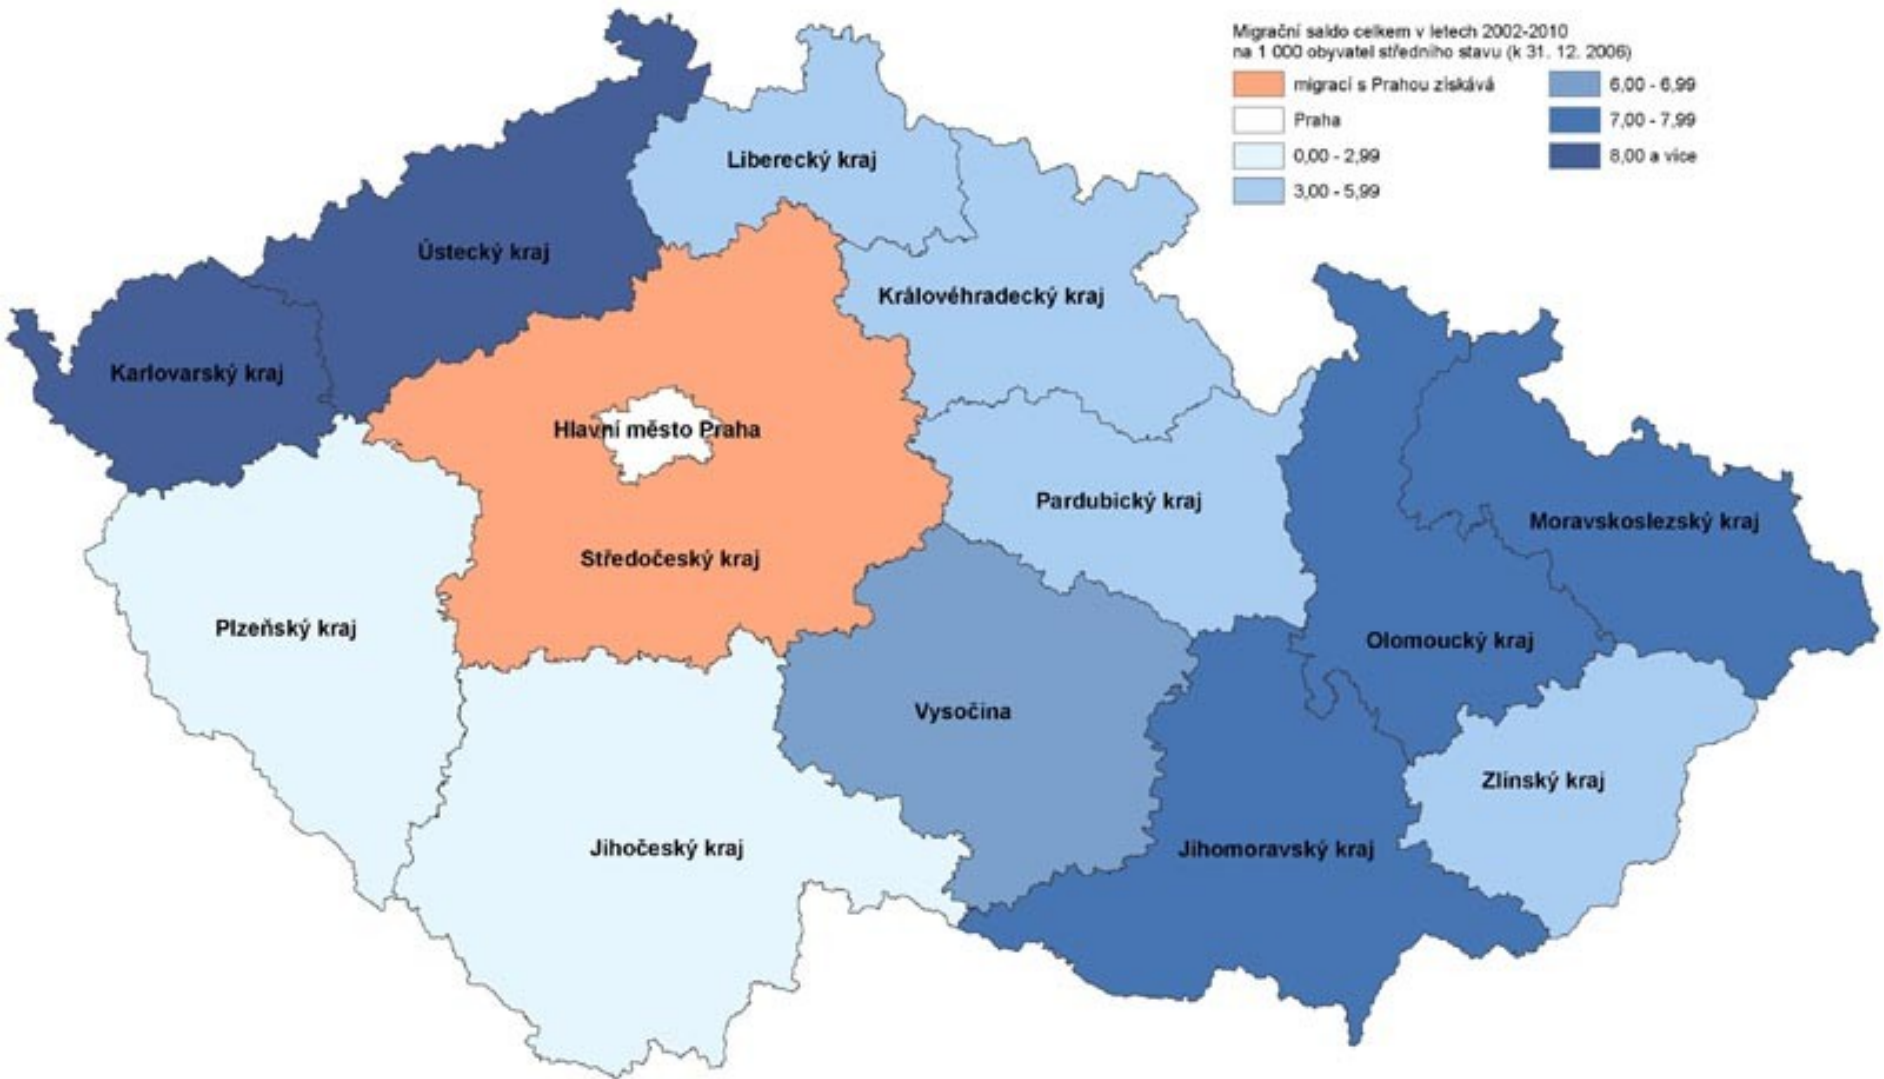 Migrační saldo celkem v letech 2002-2010
na 1 000 obyvatel středního stavu (k 31. 12. 2006)
migrací s Prahou získává
Praha
0,00 - 2,99
3,00 - 5,99
6,00 - 6,99
7,00 - 7,99
8,00 a více
Liberecký kraj
Ústecký kraj
Královéhradecký kraj
Karlovarský kraj
Hlavní město Praha
Pardubický kraj
Moravskoslezský kraj
Středočeský kraj
Plzeňský kraj
Olomoucký kraj
Vysočina
Zlínský kraj
Jihočeský kraj
Jihomoravský kraj